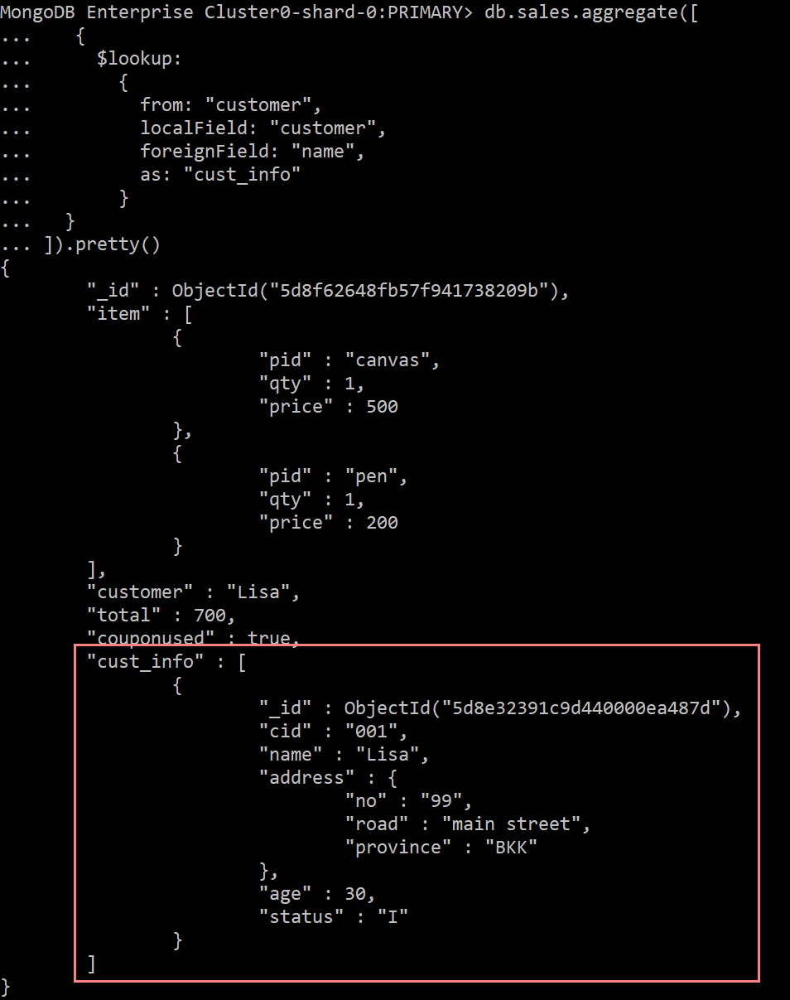 MongoDB Enterprise Cluster0-shard-0:PRIMARY> db.sales.aggregate([
...    {
...      $lookup:
...        {
...          from: "customer",
...          localField: "customer",
...          foreignField: "name",
...          as: "cust_info"
...        }
...   }
... ]).pretty()
{
        "_id" : ObjectId("5d8f62648fb57f941738209b"),
        "item" : [
                {
                        "pid" : "canvas",
                        "qty" : 1,
                        "price" : 500
                },
                {
                        "pid" : "pen",
                        "qty" : 1,
                        "price" : 200
                }
        ],
        "customer" : "Lisa",
        "total" : 700,
        "couponused" : true,
        "cust_info" : [
                {
                        "_id" : ObjectId("5d8e32391c9d440000ea487d"),
                        "cid" : "001",
                        "name" : "Lisa",
                        "address" : {
                                "no" : "99",
                                "road" : "main street",
                                "province" : "BKK"
                        },
                        "age" : 30,
                        "status" : "I"
                }
        ]
}